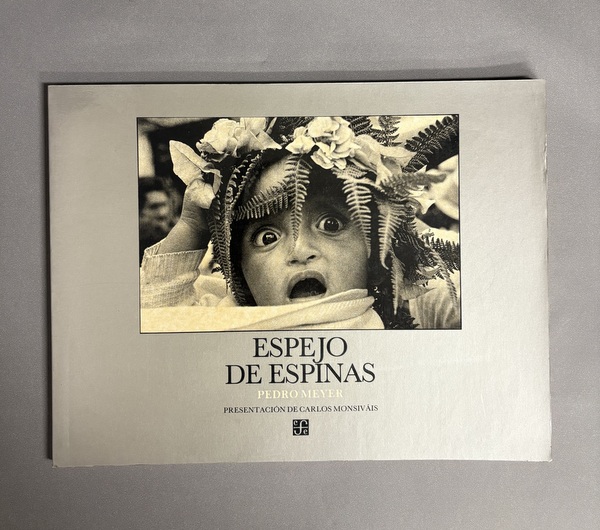 ESPEJO
DE ESPINAS
PEDRO MEYER
PRESENTACIÓN DE CARLOS MONSIVÁIS